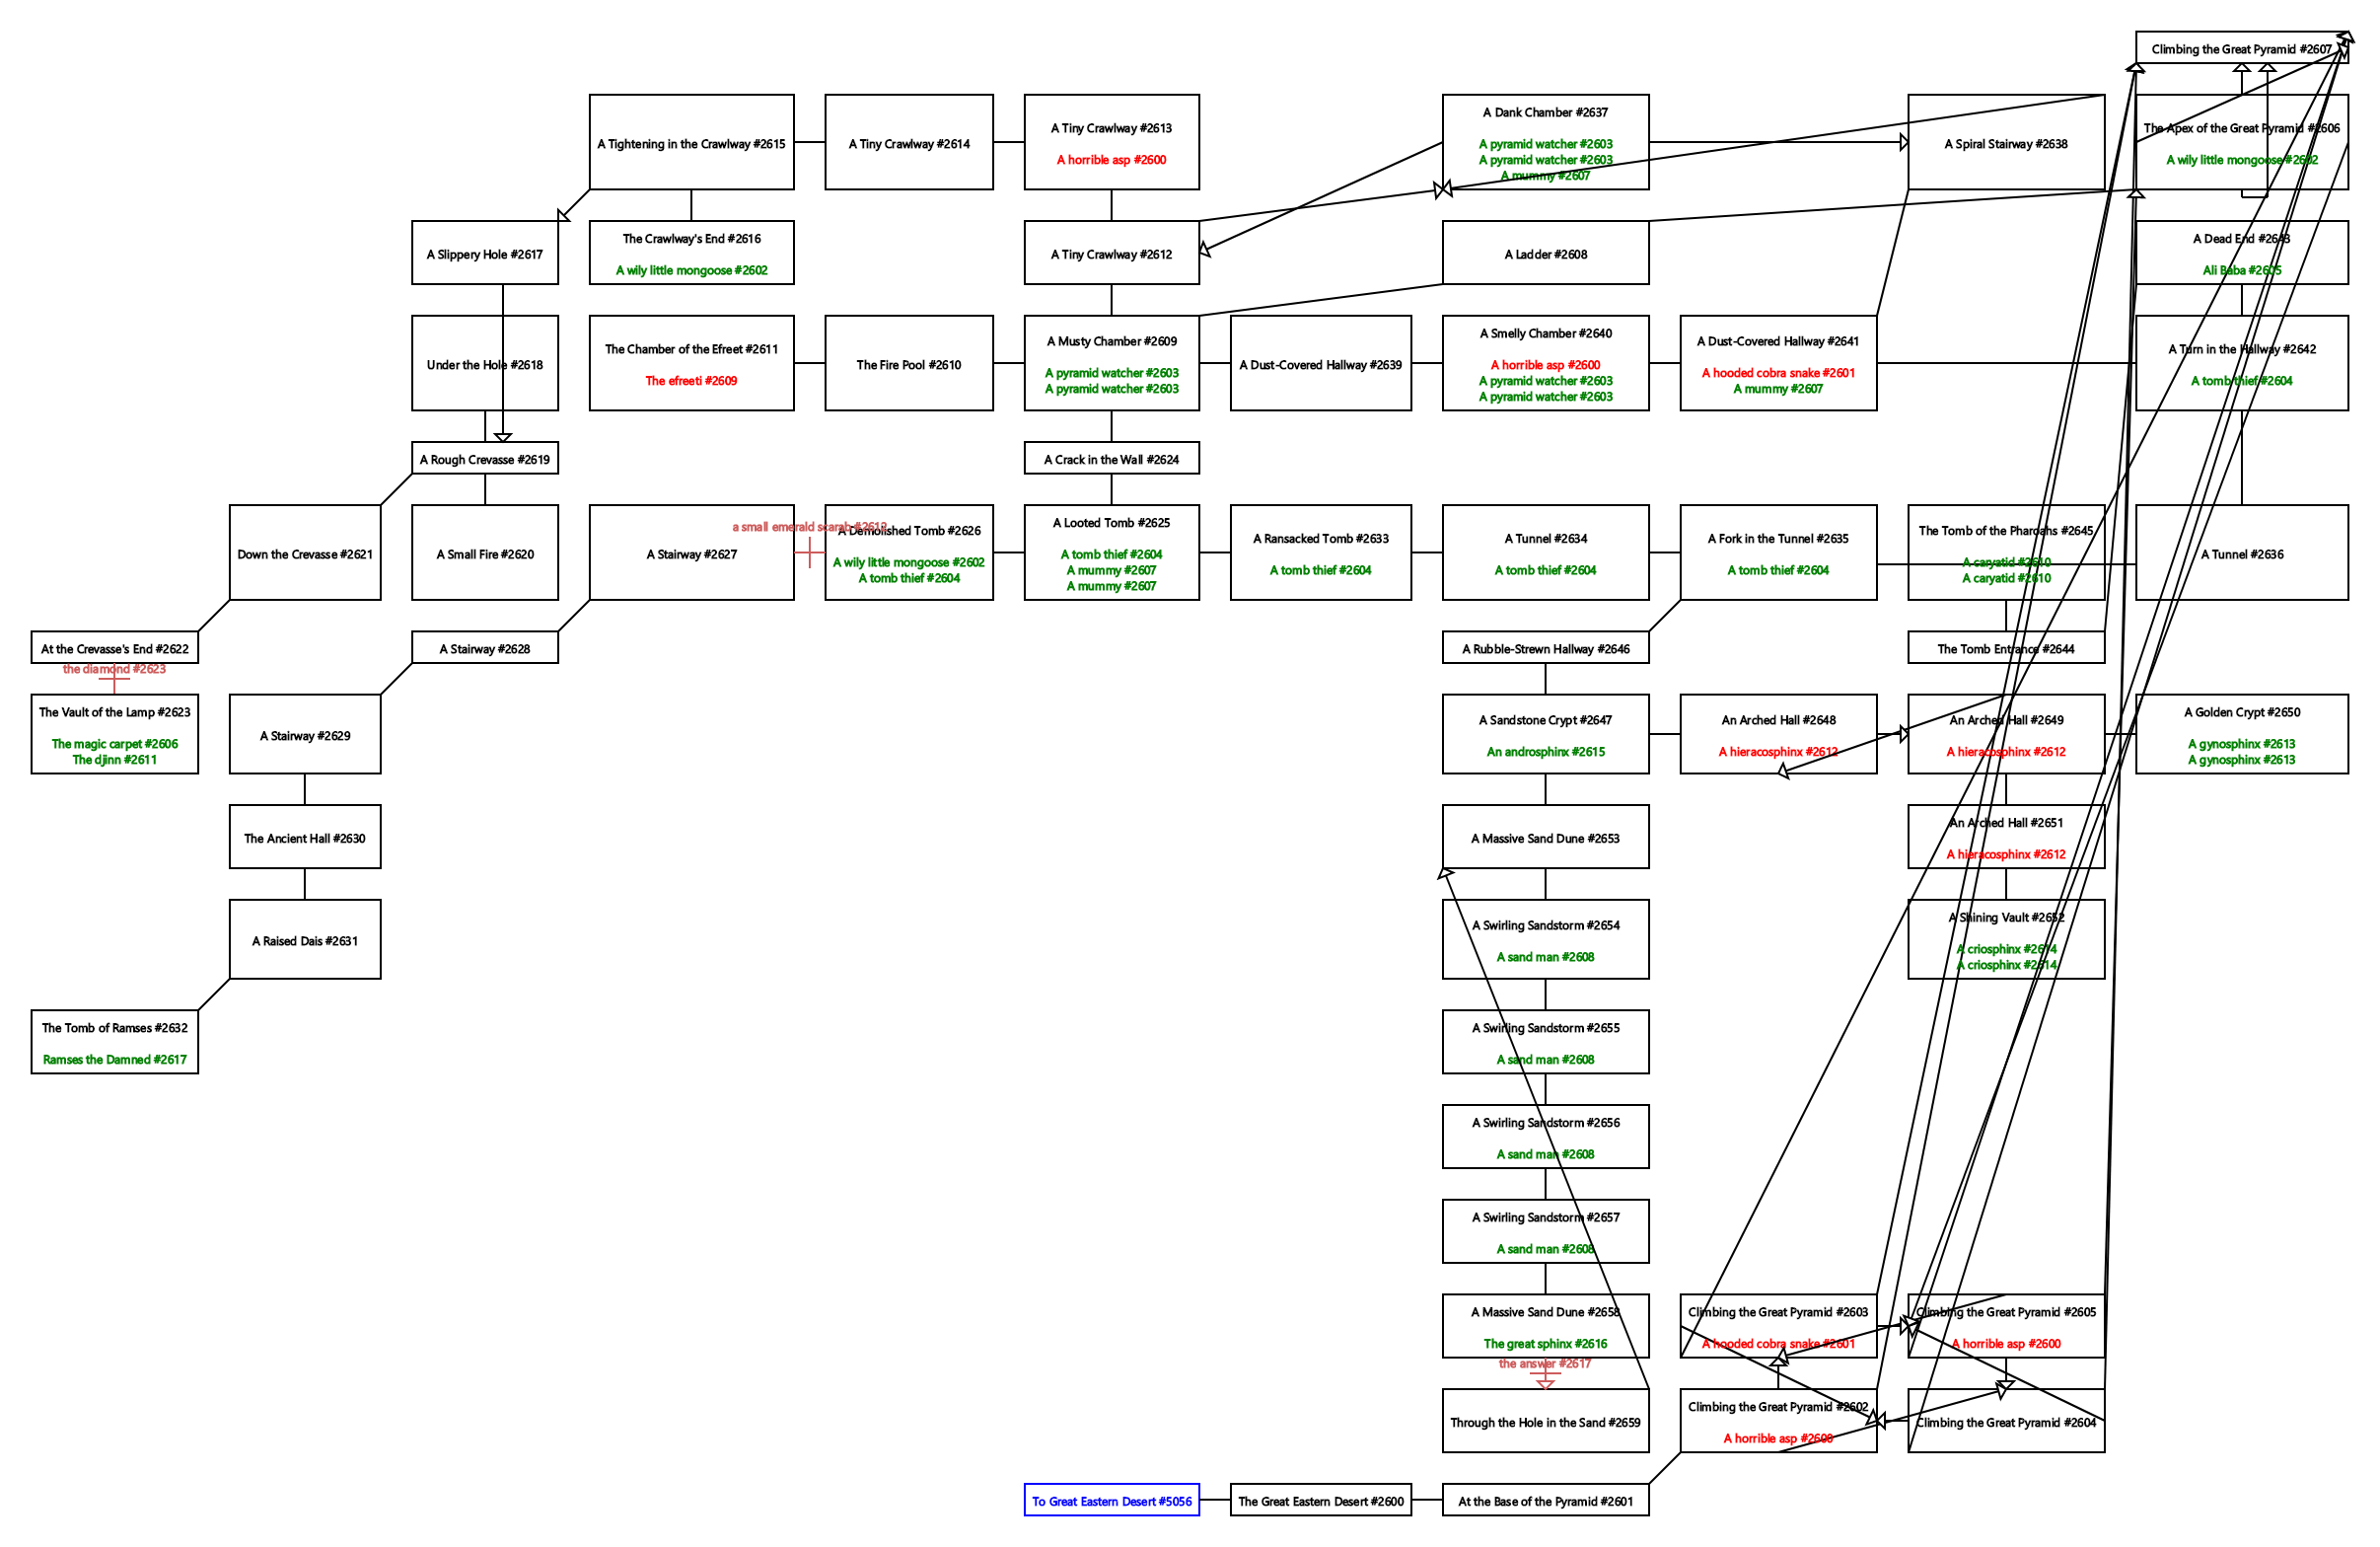 Climbing the Great Pyramid #2607
A Tightening in the Crawlway #2615
A Tiny Crawlway #2614
A Tiny Crawlway #2613
A horrible asp #2600
A Dank Chamber #2637
A pyramid watcher #2603
A pyramid watcher #2603
A mummy #2607
A Spiral Stairway #2638
The Apex of the Great Pyramid #2606
A wily little mongoose #2602
A Slippery Hole #2617
The Crawlway's End #2616
A wily little mongoose #2602
A Tiny Crawlway #2612
A Ladder #2608
A Dead End #2643
Ali Baba #2605
Under the Hole #2618
The Chamber of the Efreet #2611
The efreeti #2609
The Fire Pool #2610
A Musty Chamber #2609
A pyramid watcher #2603
A pyramid watcher #2603
A Dust-Covered Hallway #2639
A Smelly Chamber #2640
A horrible asp #2600
A pyramid watcher #2603
A pyramid watcher #2603
A Dust-Covered Hallway #2641
A hooded cobra snake #2601
A mummy #2607
A Turn in the Hallway #2642
A tomb thief #2604
A Rough Crevasse #2619
A Crack in the Wall #2624
Down the Crevasse #2621
A Small Fire #2620
A Stairway #2627
a small emerald scarab #2612
A Demolished Tomb #2626
A wily little mongoose #2602
A tomb thief #2604
A Looted Tomb #2625
A tomb thief #2604
A mummy #2607
A mummy #2607
A Ransacked Tomb #2633
A tomb thief #2604
A Tunnel #2634
A tomb thief #2604
A Fork in the Tunnel #2635
A tomb thief #2604
The Tomb of the Pharoahs #2645
A caryatid #2610
A caryatid #2610
A Tunnel #2636
At the Crevasse's End #2622
the diamond #2623
A Stairway #2628
A Rubble-Strewn Hallway #2646
The Tomb Entrance #2644
The Vault of the Lamp #2623
The magic carpet #2606
The djinn #2611
A Stairway #2629
A Sandstone Crypt #2647
An androsphinx #2615
An Arched Hall #2648
A hieracosphinx #2612
An Arched Hall #2649
A hieracosphinx #2612
A Golden Crypt #2650
A gynosphinx #2613
A gynosphinx #2613
The Ancient Hall #2630
A Massive Sand Dune #2653
An Arched Hall #2651
A hieracosphinx #2612
A Raised Dais #2631
A Swirling Sandstorm #2654
A sand man #2608
A Shining Vault #2652
A criosphinx #2614
A criosphinx #2614
The Tomb of Ramses #2632
Ramses the Damned #2617
A Swirling Sandstorm #2655
A sand man #2608
A Swirling Sandstorm #2656
A sand man #2608
A Swirling Sandstorm #2657
A sand man #2608
A Massive Sand Dune #2658
The great sphinx #2616
the answer #2617
Climbing the Great Pyramid #2603
A hooded cobra snake #2601
Climbing the Great Pyramid #2605
A horrible asp #2600
Through the Hole in the Sand #2659
Climbing the Great Pyramid #2602
A horrible asp #2600
Climbing the Great Pyramid #2604
To Great Eastern Desert #5056
The Great Eastern Desert #2600
At the Base of the Pyramid #2601